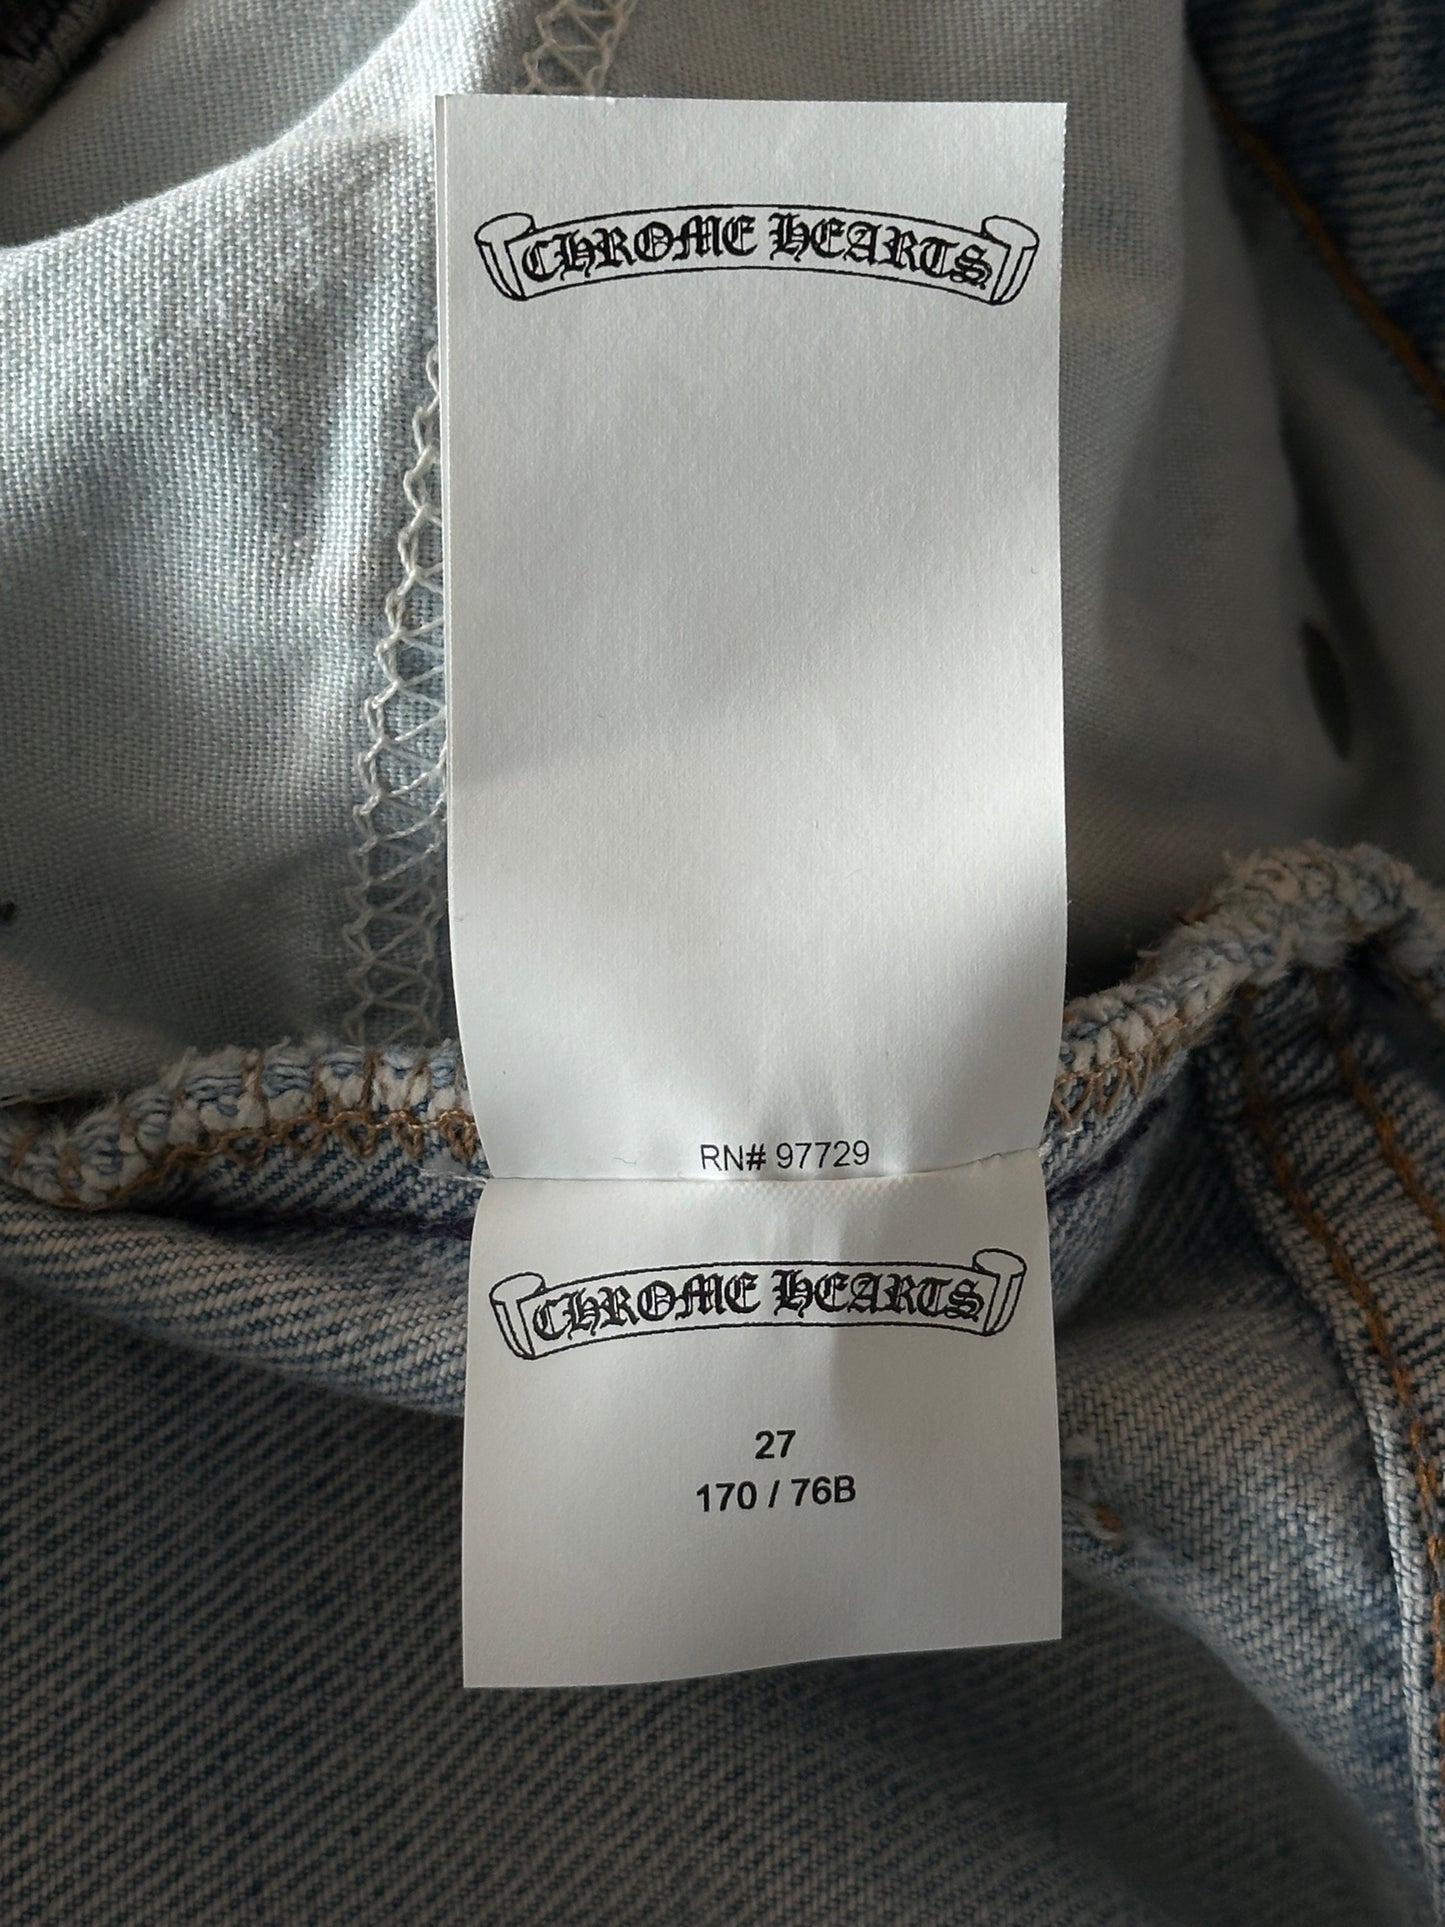 CHROME HEARTS
RN# 97729
CHROME HEARTS
27
170 / 76B